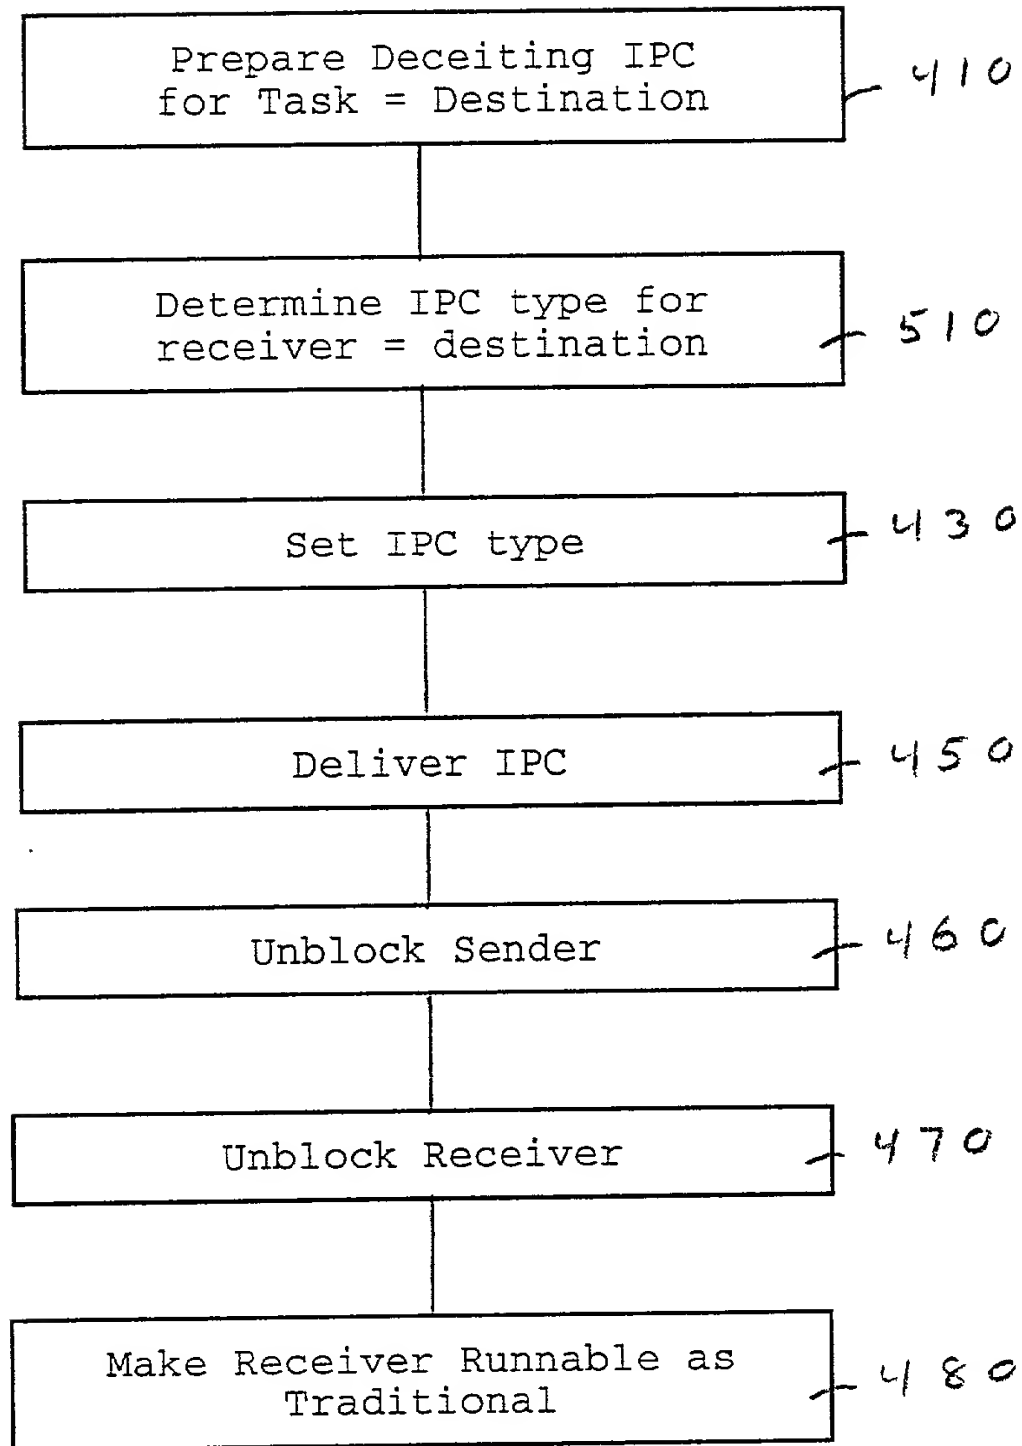 Prepare Deceiting IPC
for Task = Destination
410
Determine IPC type for
receiver = destination
510
Set IPC type
430
Deliver IPC
450
Unblock Sender
460
Unblock Receiver
470
Make Receiver Runnable as
Traditional
480